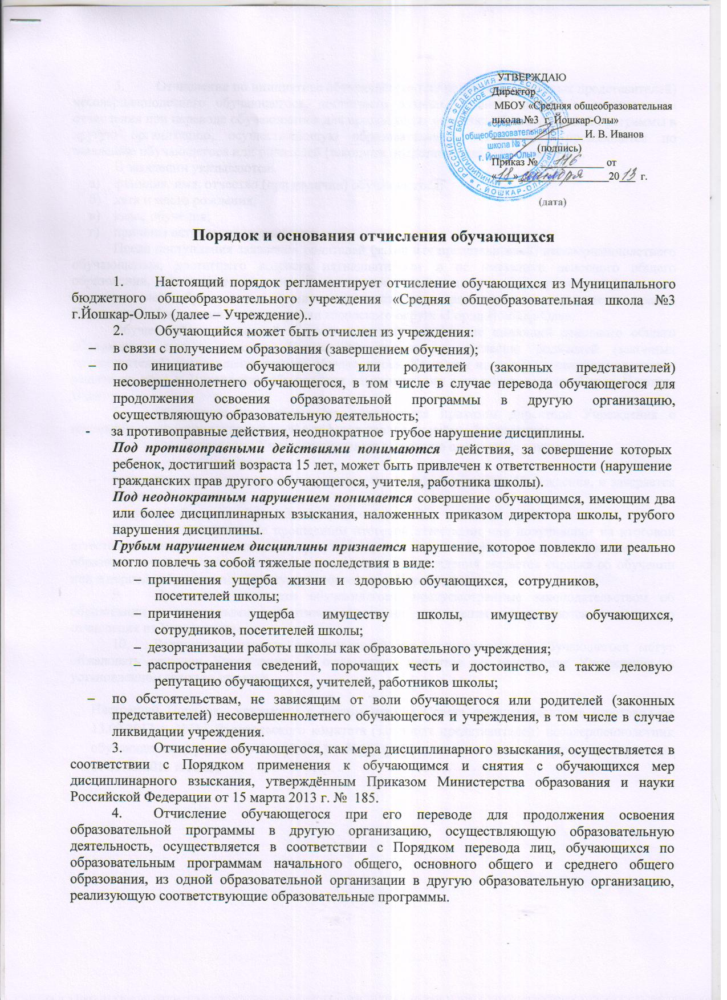 УТВЕРЖДАЮ
Директор
МБОУ «Средняя общеобразовательная
школа №3 г. Йошкар-Олы»
И. В. Иванов
(подпись)
Приказ № 116 от
«18» сентября 2013 г.
(дата)
РОССИЙСКАЯ ФЕДЕРАЦИЯ
г. ЙОШКАР-ОЛА
«Средняя
общеобразовательная
школа № 3
г. Йошкар-Олы»
Порядок и основания отчисления обучающихся
1. Настоящий порядок регламентирует отчисление обучающихся из Муниципального
бюджетного общеобразовательного учреждения «Средняя общеобразовательная школа №3
г.Йошкар-Олы» (далее – Учреждение)..
2. Обучающийся может быть отчислен из учреждения:
– в связи с получением образования (завершением обучения);
– по инициативе обучающегося или родителей (законных представителей)
несовершеннолетнего обучающегося, в том числе в случае перевода обучающегося для
продолжения освоения образовательной программы в другую организацию,
осуществляющую образовательную деятельность;
- за противоправные действия, неоднократное грубое нарушение дисциплины.
Под противоправными действиями понимаются действия, за совершение которых
ребенок, достигший возраста 15 лет, может быть привлечен к ответственности (нарушение
гражданских прав другого обучающегося, учителя, работника школы).
Под неоднократным нарушением понимается совершение обучающимся, имеющим два
или более дисциплинарных взыскания, наложенных приказом директора школы, грубого
нарушения дисциплины.
Грубым нарушением дисциплины признается нарушение, которое повлекло или реально
могло повлечь за собой тяжелые последствия в виде:
– причинения ущерба жизни и здоровью обучающихся, сотрудников,
посетителей школы;
– причинения ущерба имуществу школы, имуществу обучающихся,
сотрудников, посетителей школы;
– дезорганизации работы школы как образовательного учреждения;
– распространения сведений, порочащих честь и достоинство, а также деловую
репутацию обучающихся, учителей, работников школы;
– по обстоятельствам, не зависящим от воли обучающегося или родителей (законных
представителей) несовершеннолетнего обучающегося и учреждения, в том числе в случае
ликвидации учреждения.
3. Отчисление обучающегося, как мера дисциплинарного взыскания, осуществляется в
соответствии Порядком применения к обучающимся и снятия с обучающихся мер
дисциплинарного взыскания, утверждённым Приказом Министерства образования и науки
Российской Федерации от 15 марта 2013 г. № 185.
4. Отчисление обучающегося при его переводе для продолжения освоения
образовательной программы в другую организацию, осуществляющую образовательную
деятельность, осуществляется в соответствии с Порядком перевода лиц, обучающихся по
образовательным программам начального общего, основного общего и среднего общего
образования, из одной образовательной организации в другую образовательную организацию,
реализующую соответствующие образовательные программы.